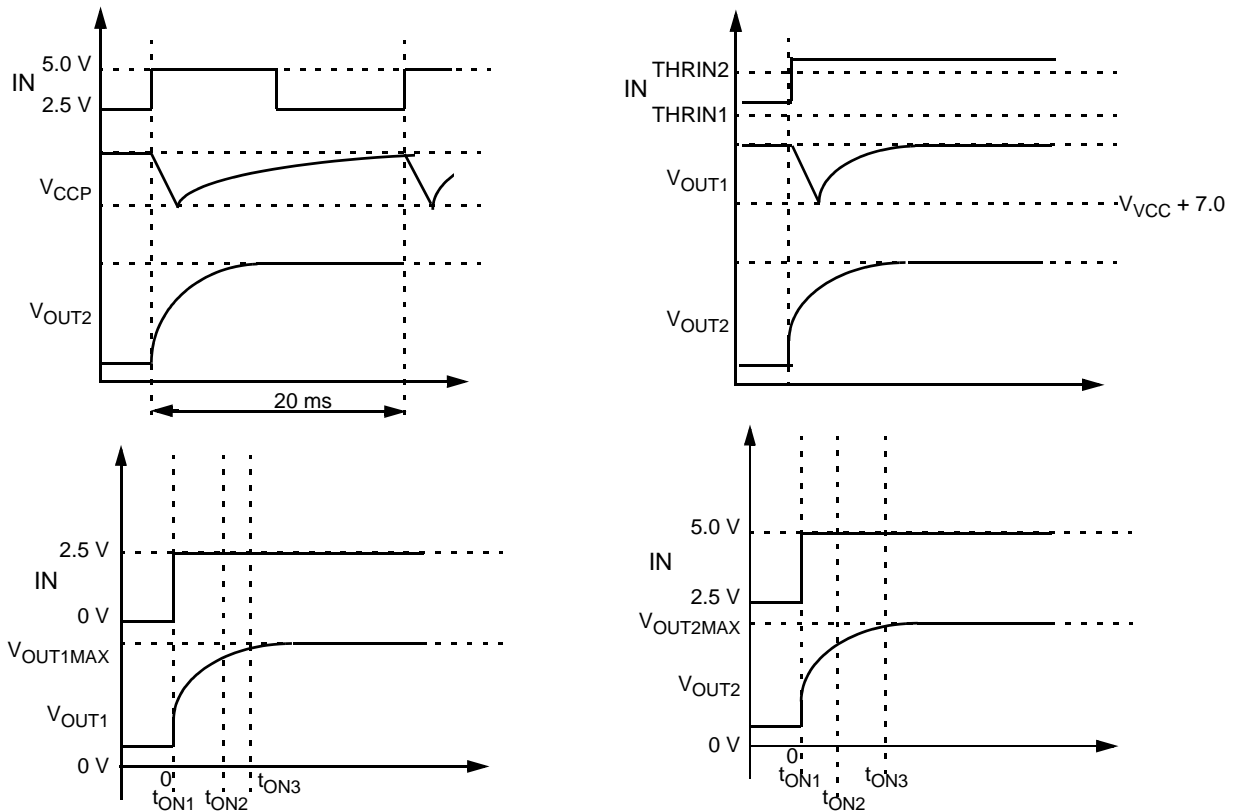 5.0 V
IN
2.5 V
V_CCP
V_OUT2
20 ms
THRIN2
IN
THRIN1
V_OUT1
V_VCC + 7.0
V_OUT2
2.5 V
IN
0 V
V_OUT1MAX
V_OUT1
0 V
0
t_ON1
t_ON2
t_ON3
5.0 V
IN
2.5 V
V_OUT2MAX
V_OUT2
0 V
0
t_ON1
t_ON2
t_ON3